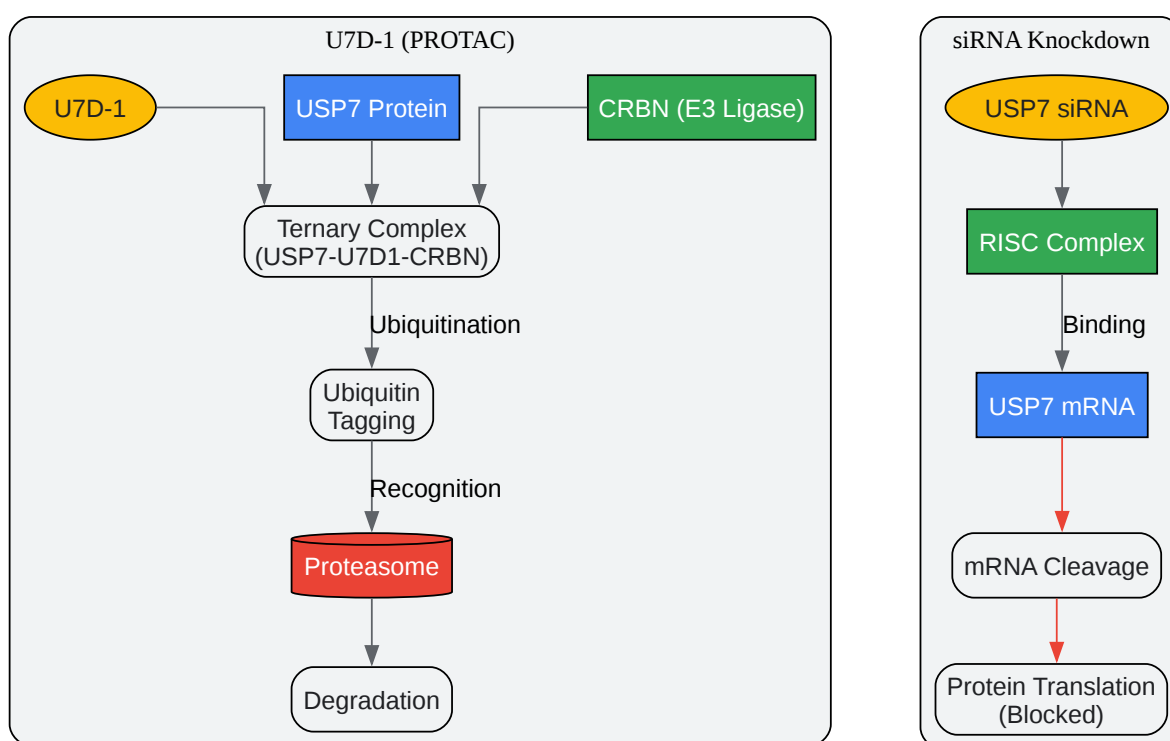 U7D-1 (PROTAC)
U7D-1
USP7 Protein
CRBN (E3 Ligase)
Ternary Complex
(USP7-U7D1-CRBN)
Ubiquitination
Ubiquitin
Tagging
Recognition
Proteasome
Degradation
siRNA Knockdown
USP7 siRNA
RISC Complex
Binding
USP7 mRNA
mRNA Cleavage
Protein Translation
(Blocked)